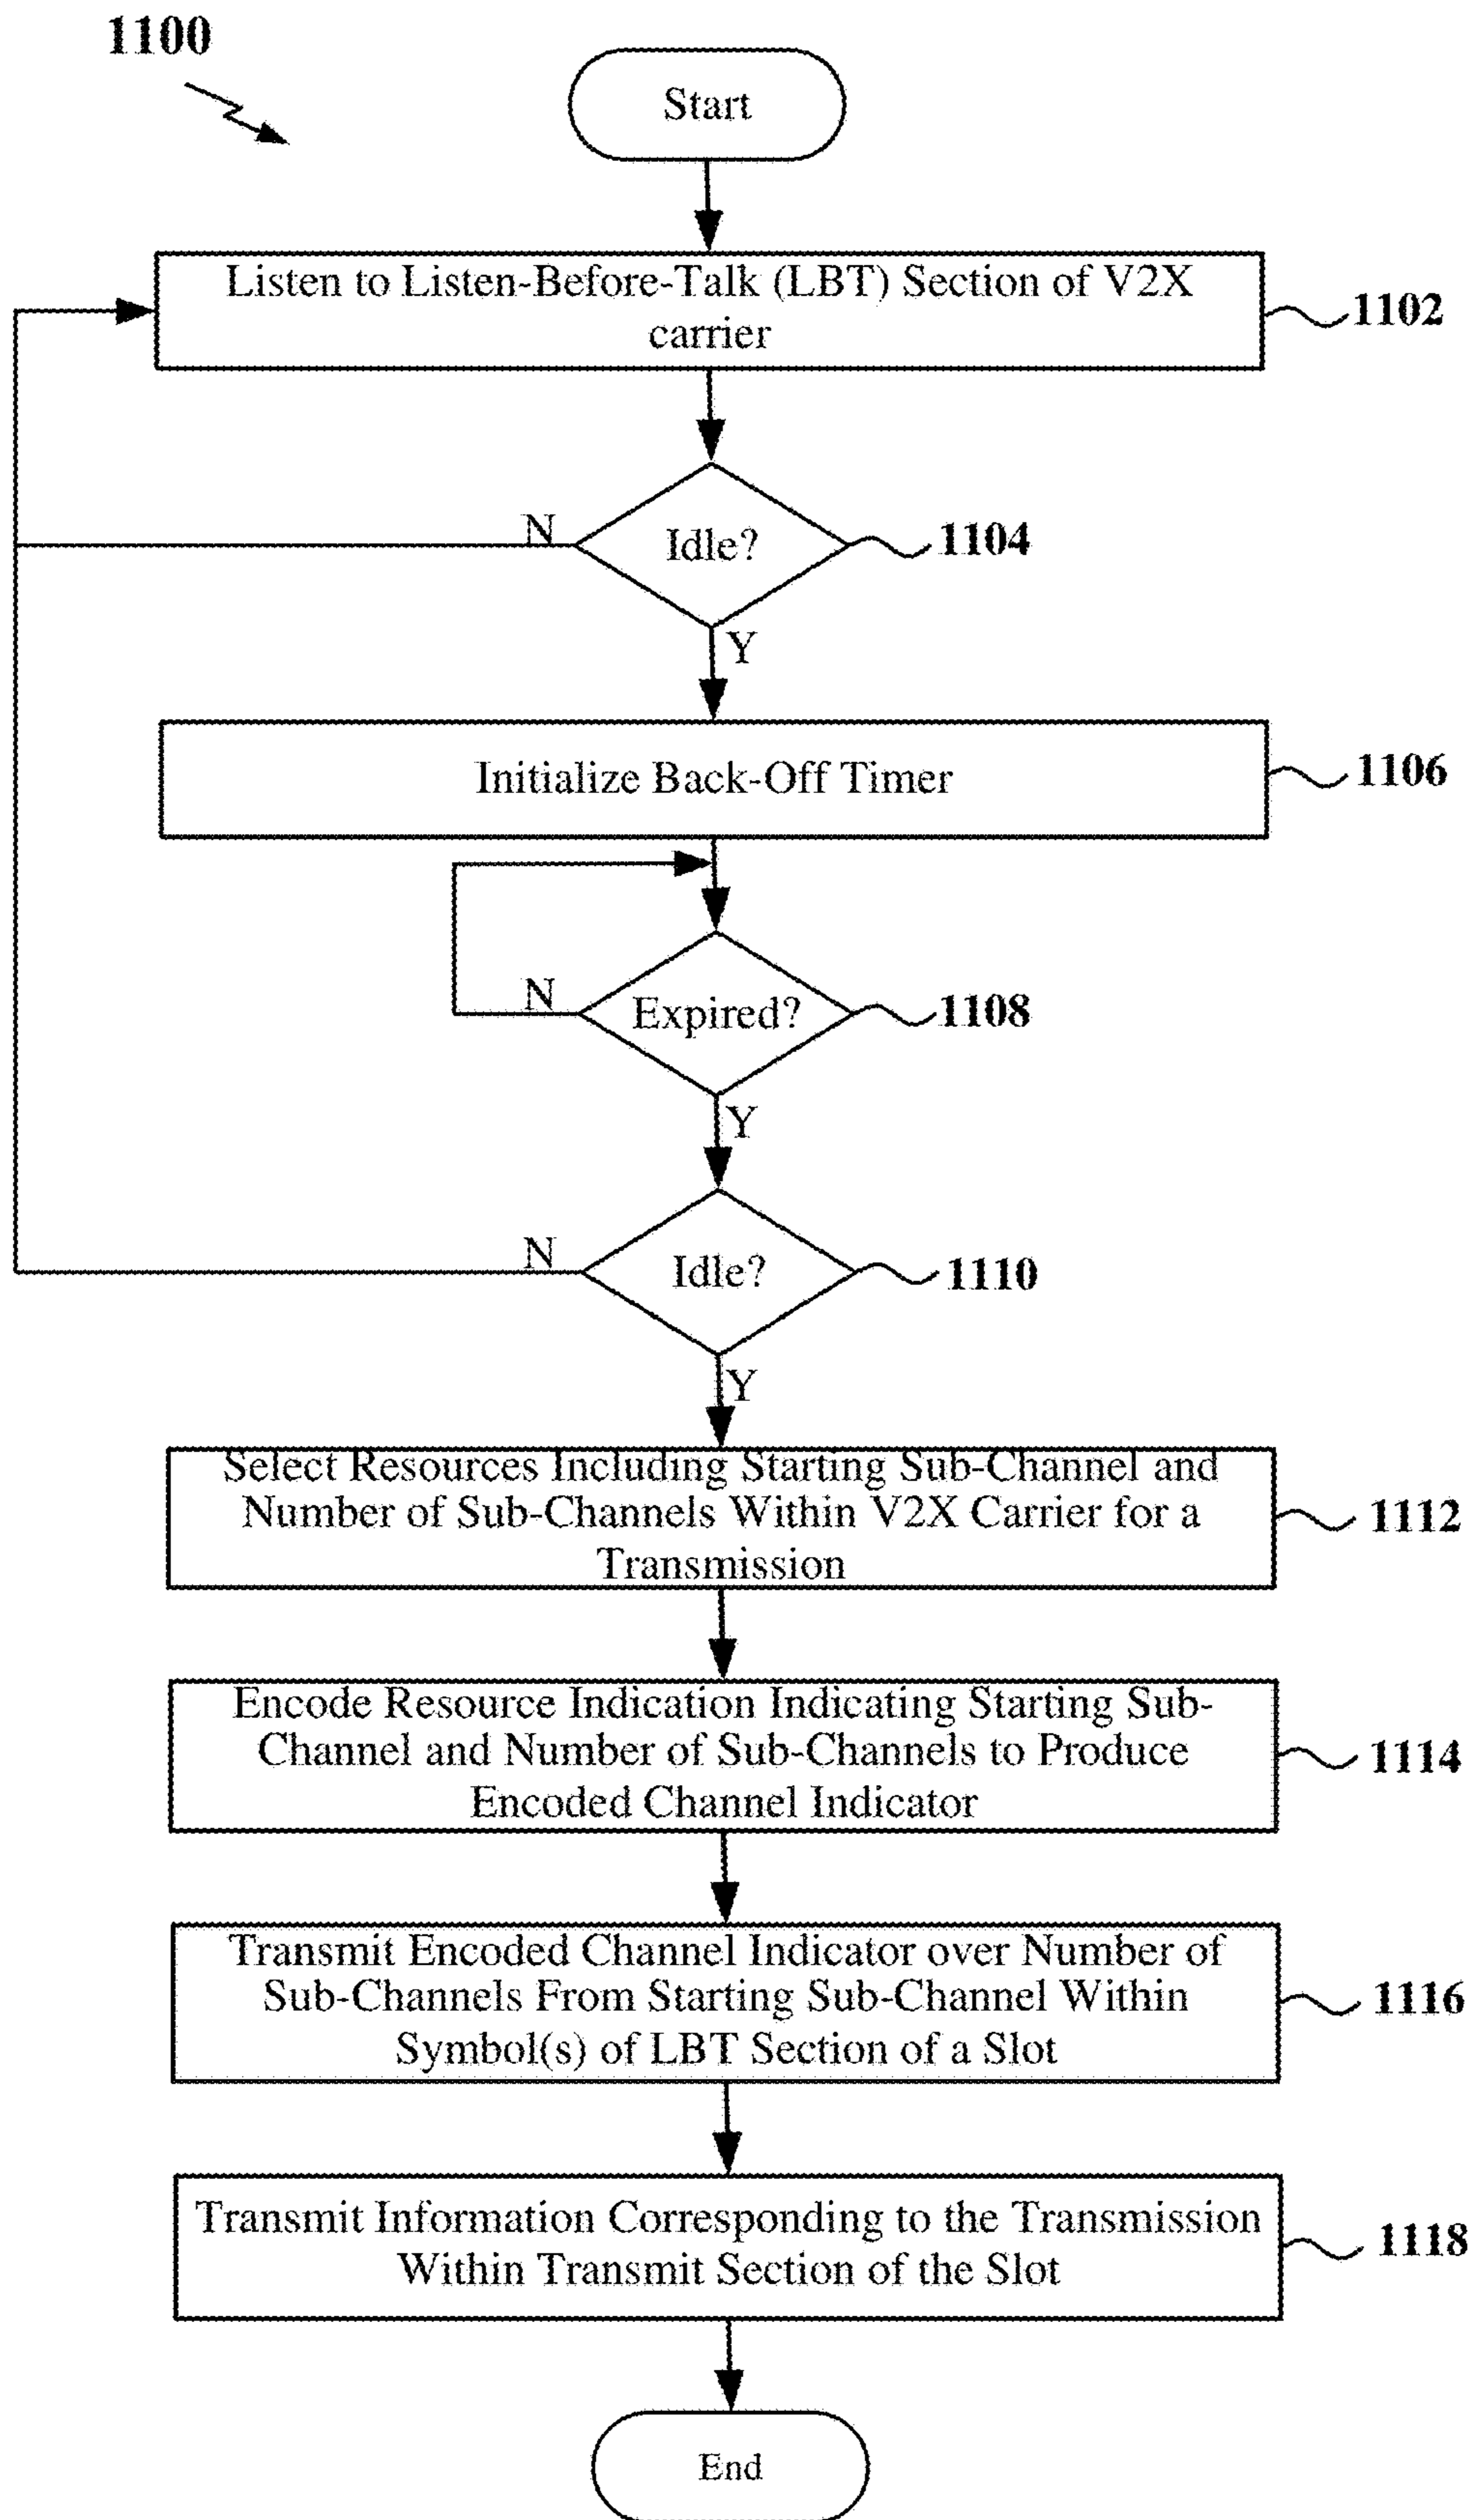 1100
Start
Listen to Listen-Before-Talk (LBT) Section of V2X
carrier
1102
N
Idle?
1104
Y
Initialize Back-Off Timer
1106
N
Expired?
1108
Y
N
Idle?
1110
Y
Select Resources Including Starting Sub-Channel and
Number of Sub-Channels Within V2X Carrier for a
Transmission
1112
Encode Resource Indication Indicating Starting Sub-
Channel and Number of Sub-Channels to Produce
Encoded Channel Indicator
1114
Transmit Encoded Channel Indicator over Number of
Sub-Channels From Starting Sub-Channel Within
Symbol(s) of LBT Section of a Slot
1116
Transmit Information Corresponding to the Transmission
Within Transmit Section of the Slot
1118
End